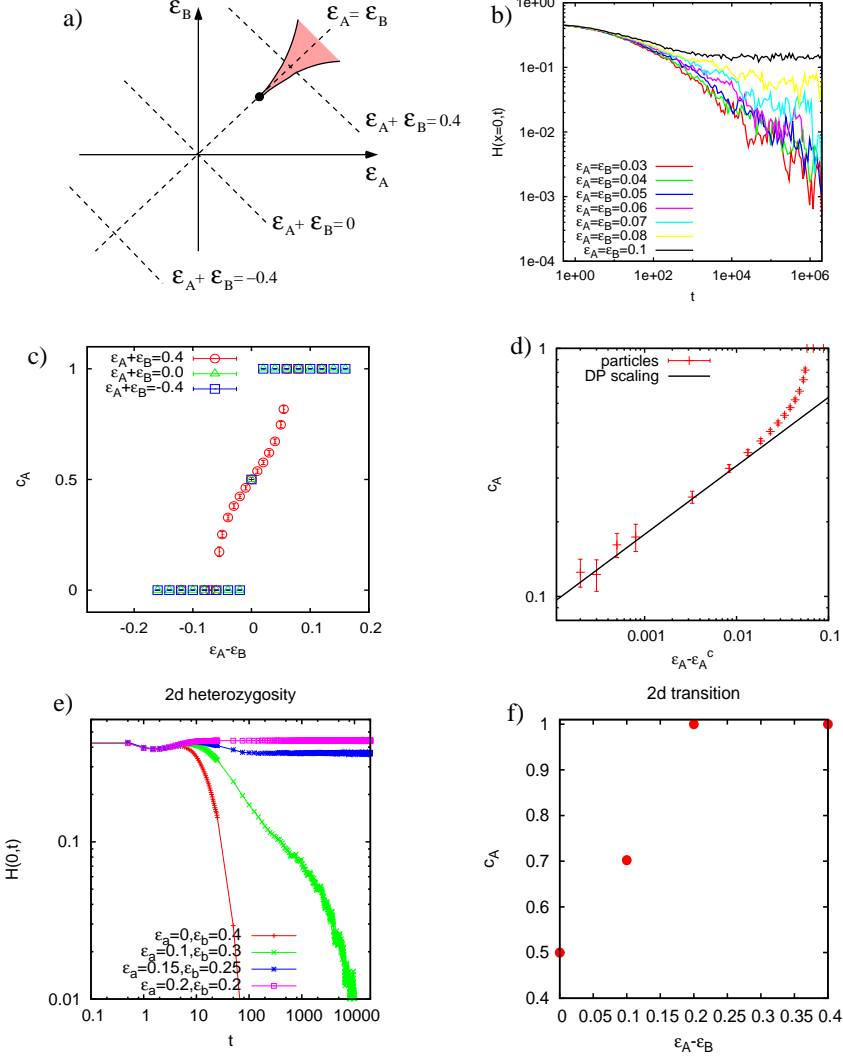 a)
ε_B
ε_A = ε_B
ε_A + ε_B = 0.4
ε_A
ε_A + ε_B = 0
ε_A + ε_B = −0.4
b)
1e+00
1e-01
1e-02
1e-03
1e-04
H(x=0,t)
ε_A=ε_B=0.03
ε_A=ε_B=0.04
ε_A=ε_B=0.05
ε_A=ε_B=0.06
ε_A=ε_B=0.07
ε_A=ε_B=0.08
ε_A=ε_B=0.1
1e+00 1e+02 1e+04 1e+06
t
c)
ε_A+ε_B=0.4
ε_A+ε_B=0.0
ε_A+ε_B=-0.4
1
0.5
0
c_A
-0.2 -0.1 0 0.1 0.2
ε_A-ε_B
d)
particles
DP scaling
1
0.1
c_A
0.001 0.01 0.1
ε_A-ε_A^c
e)
2d heterozygosity
0.1
0.01
H(0,t)
ε_a=0,ε_b=0.4
ε_a=0.1,ε_b=0.3
ε_a=0.15,ε_b=0.25
ε_a=0.2,ε_b=0.2
0.1 1 10 100 1000 10000
t
f)
2d transition
1
0.9
0.8
0.7
0.6
0.5
0.4
c_A
0 0.05 0.1 0.15 0.2 0.25 0.3 0.35 0.4
ε_A-ε_B